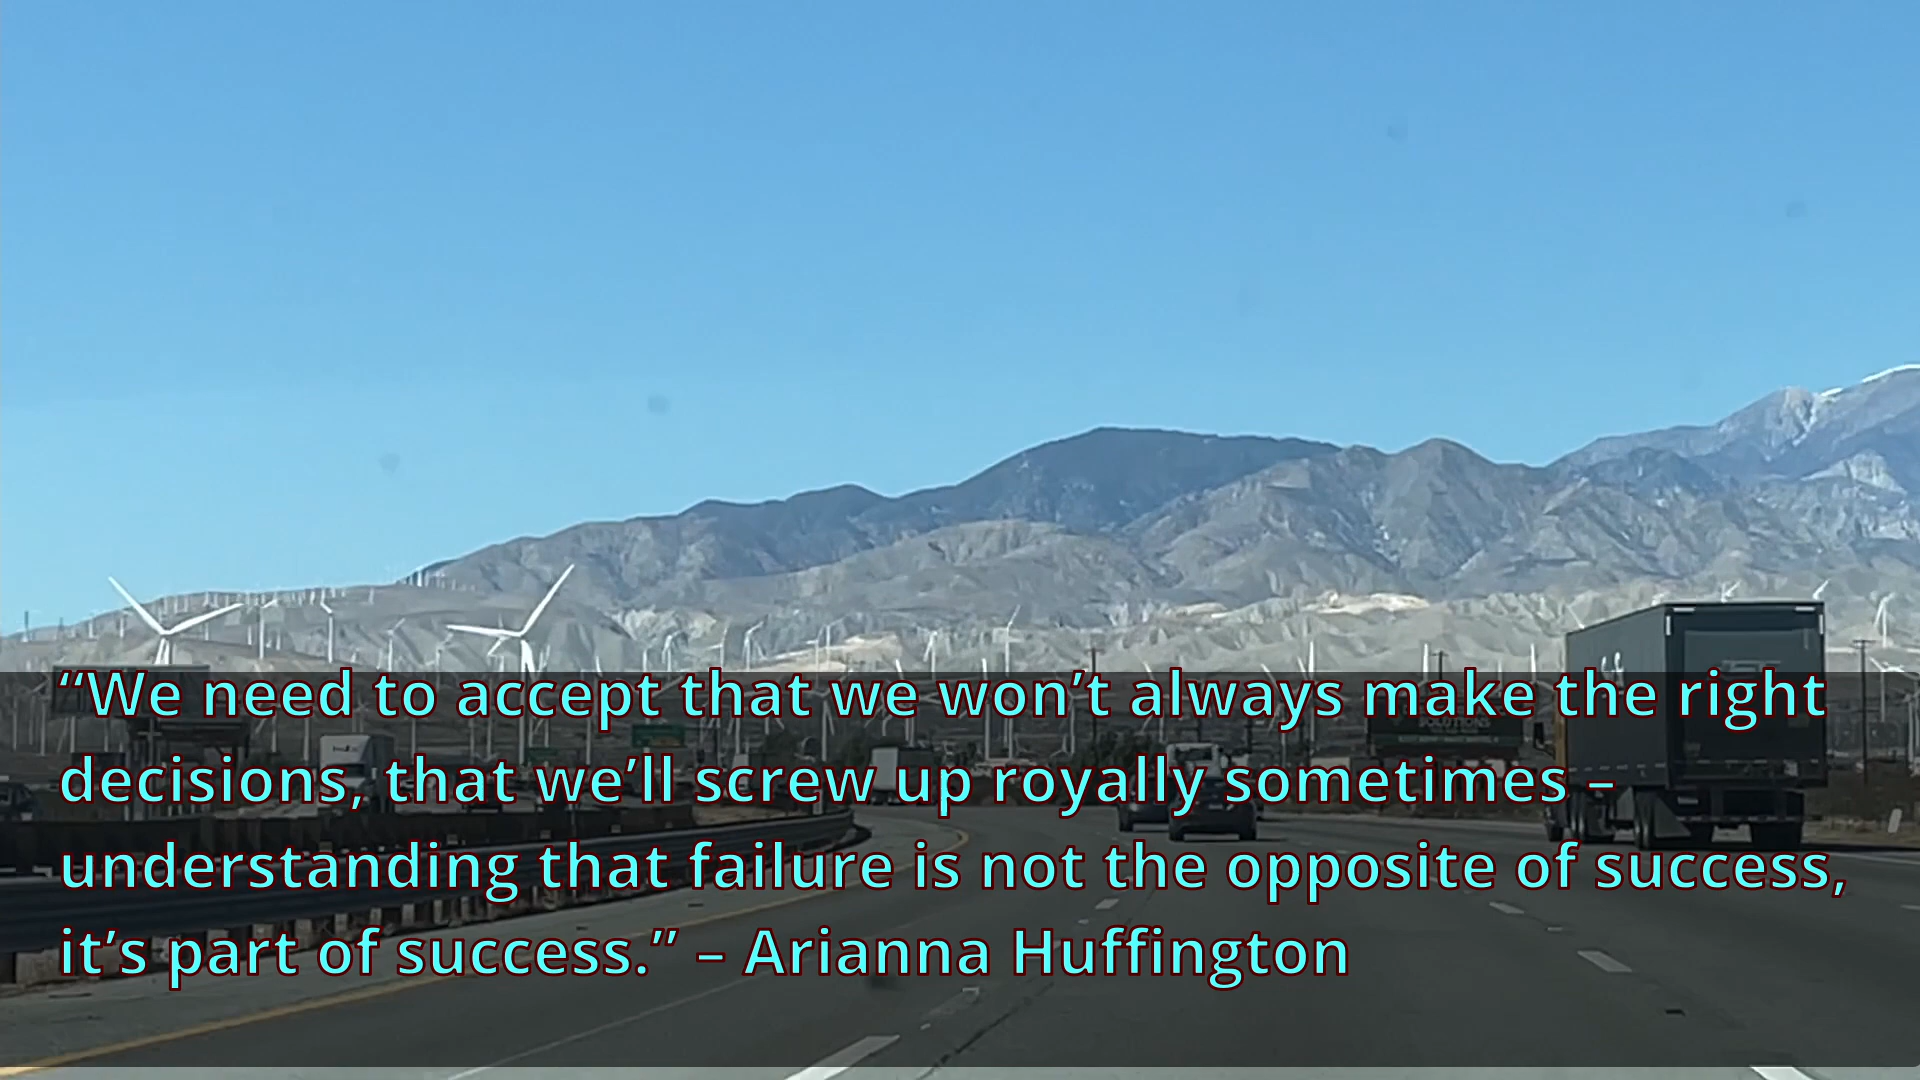 “We need to accept that we won’t always make the right
decisions, that we’ll screw up royally sometimes –
understanding that failure is not the opposite of success,
it’s part of success.” – Arianna Huffington
SOLUTIONS